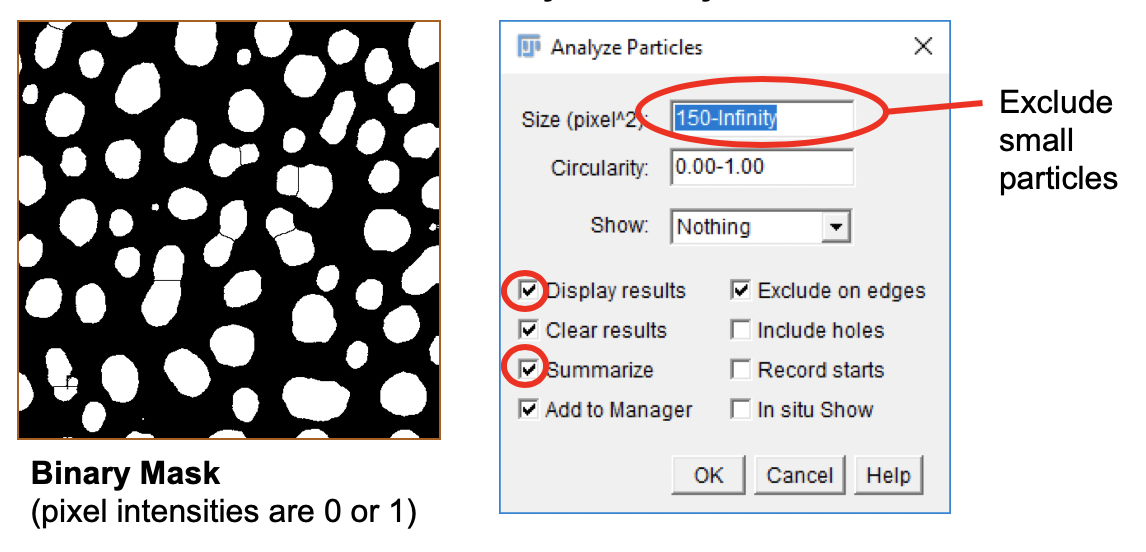 Analyze Particles
Size (pixel^2): 150-Infinity
Circularity: 0.00-1.00
Show: Nothing
Display results Exclude on edges
Clear results Include holes
Summarize Record starts
Add to Manager In situ Show
OK Cancel Help
Exclude
small
particles
Binary Mask
(pixel intensities are 0 or 1)